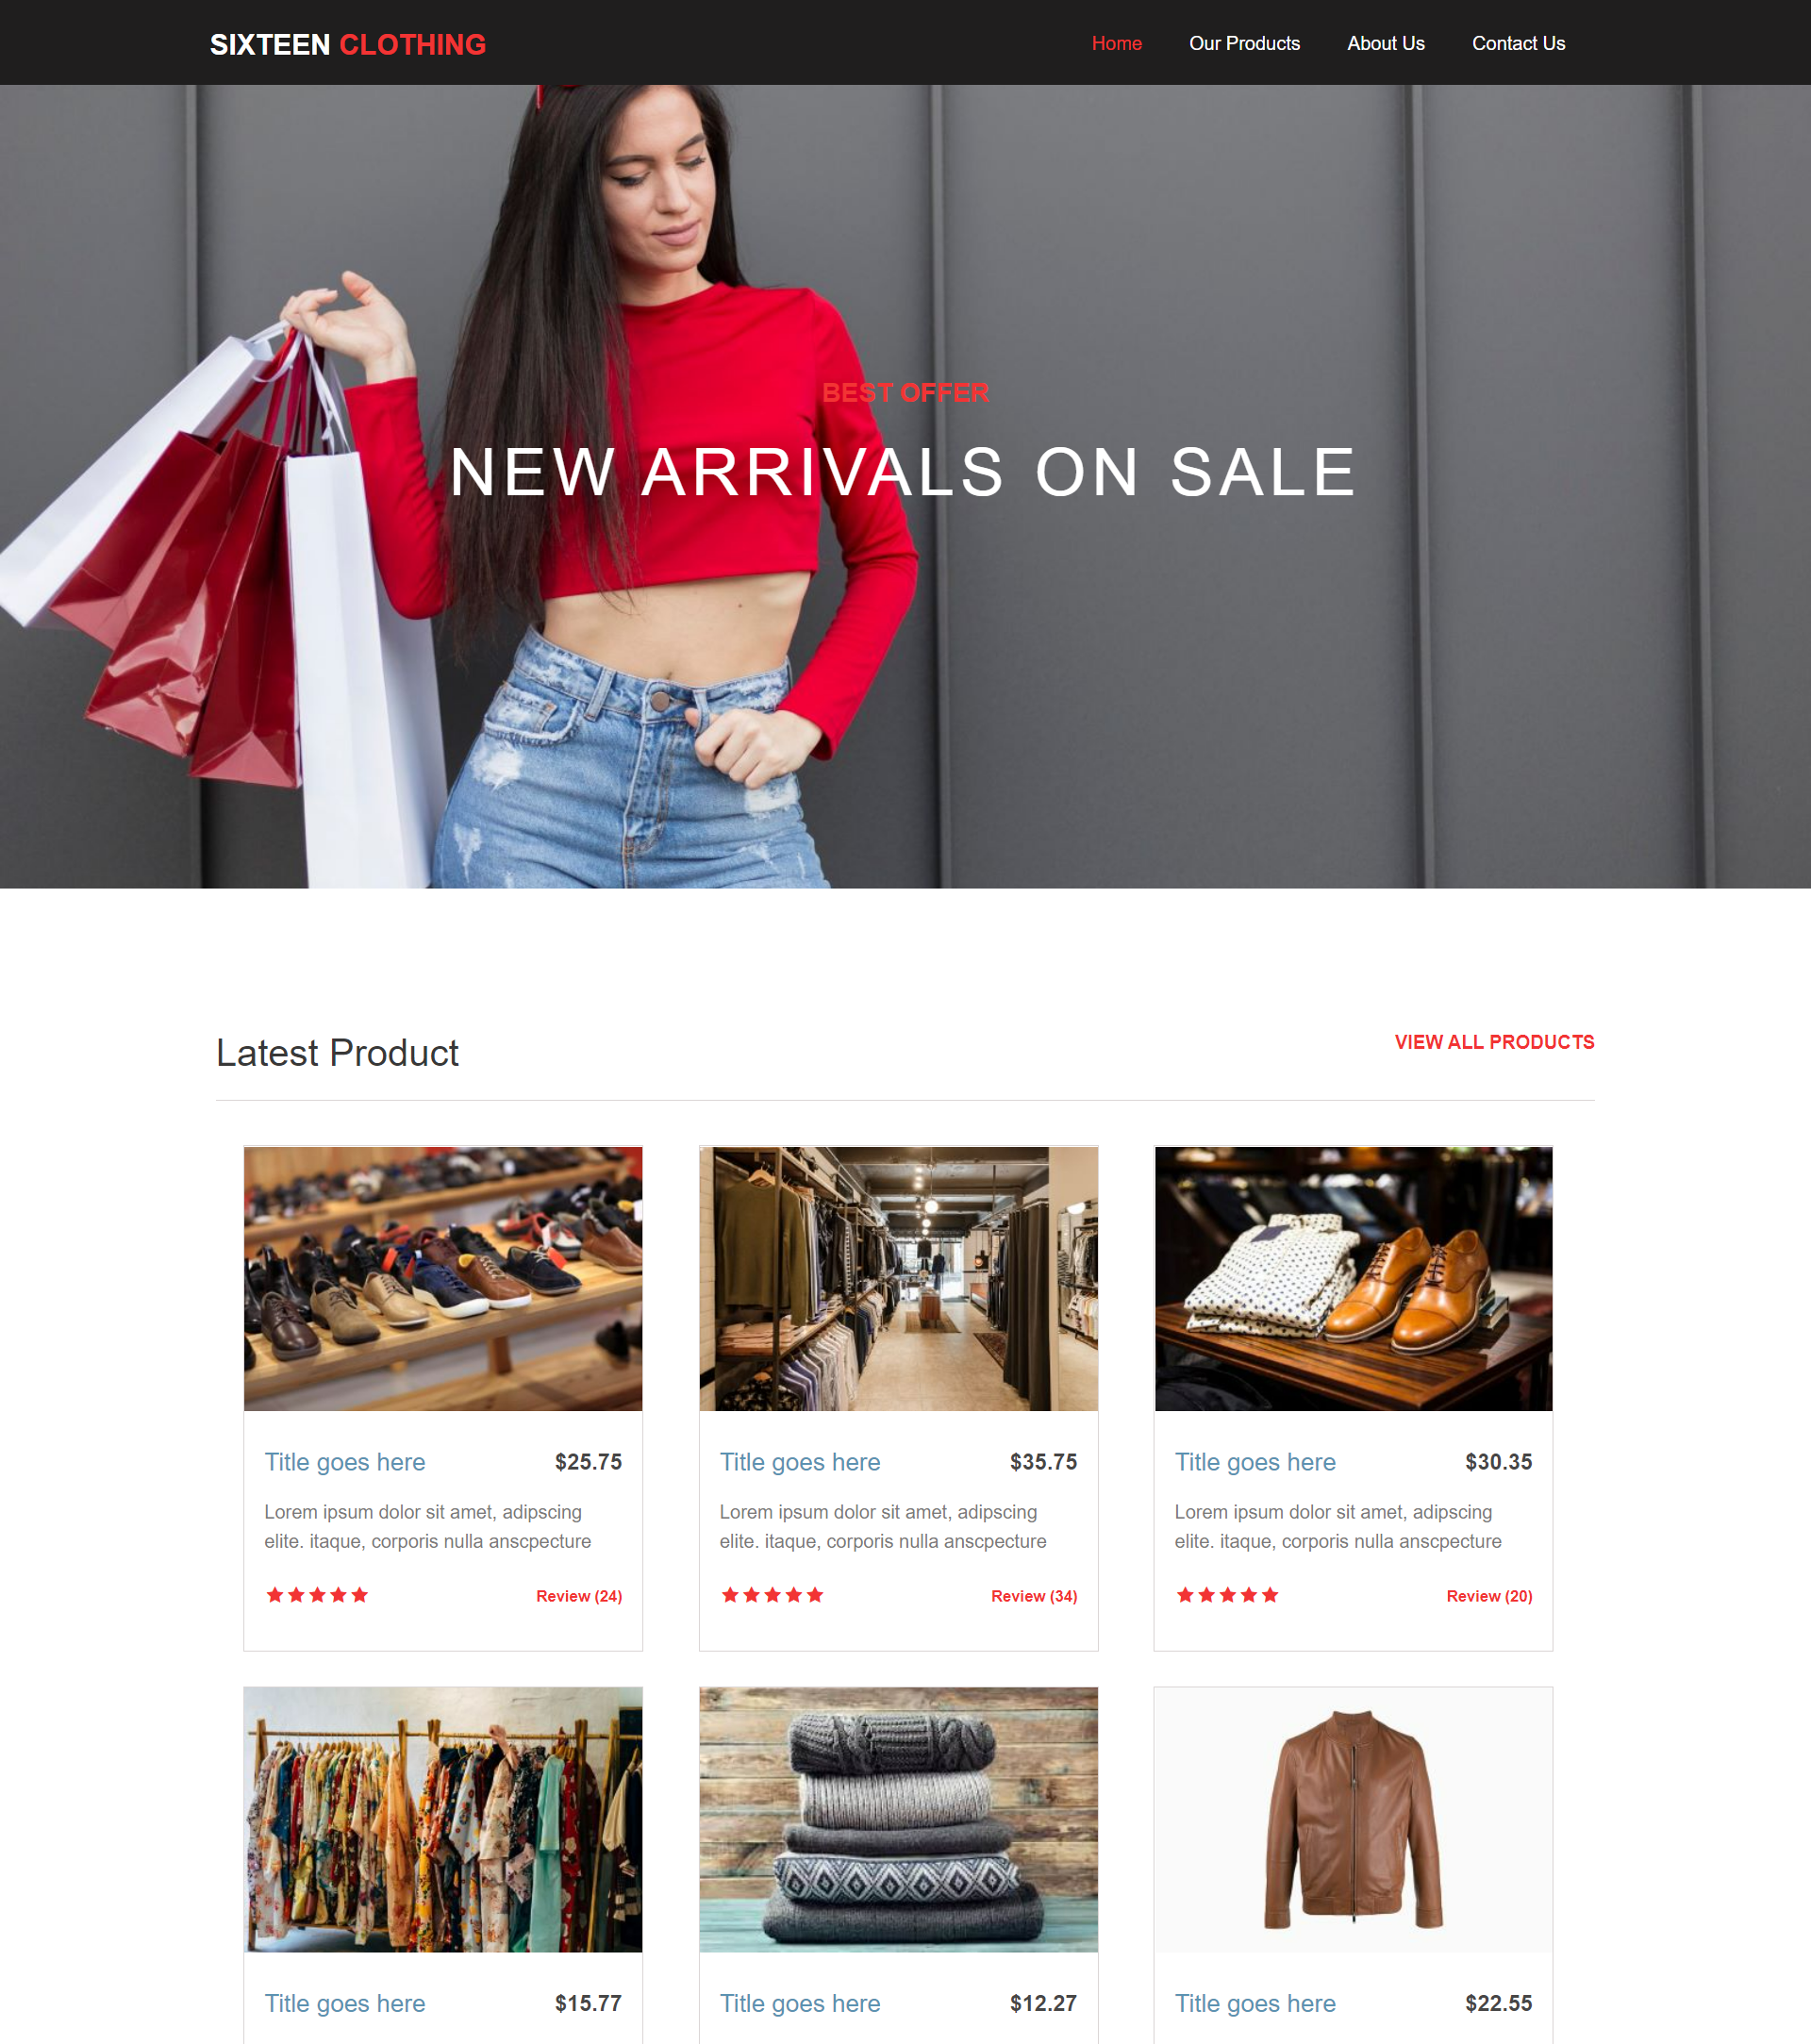 SIXTEEN CLOTHING
Home Our Products About Us Contact Us
BEST OFFER
NEW ARRIVALS ON SALE
Latest Product
VIEW ALL PRODUCTS
Title goes here $25.75
Lorem ipsum dolor sit amet, adipscing
elite. itaque, corporis nulla anscpecture
Review (24)
Title goes here $35.75
Lorem ipsum dolor sit amet, adipscing
elite. itaque, corporis nulla anscpecture
Review (34)
Title goes here $30.35
Lorem ipsum dolor sit amet, adipscing
elite. itaque, corporis nulla anscpecture
Review (20)
Title goes here $15.77
Title goes here $12.27
Title goes here $22.55